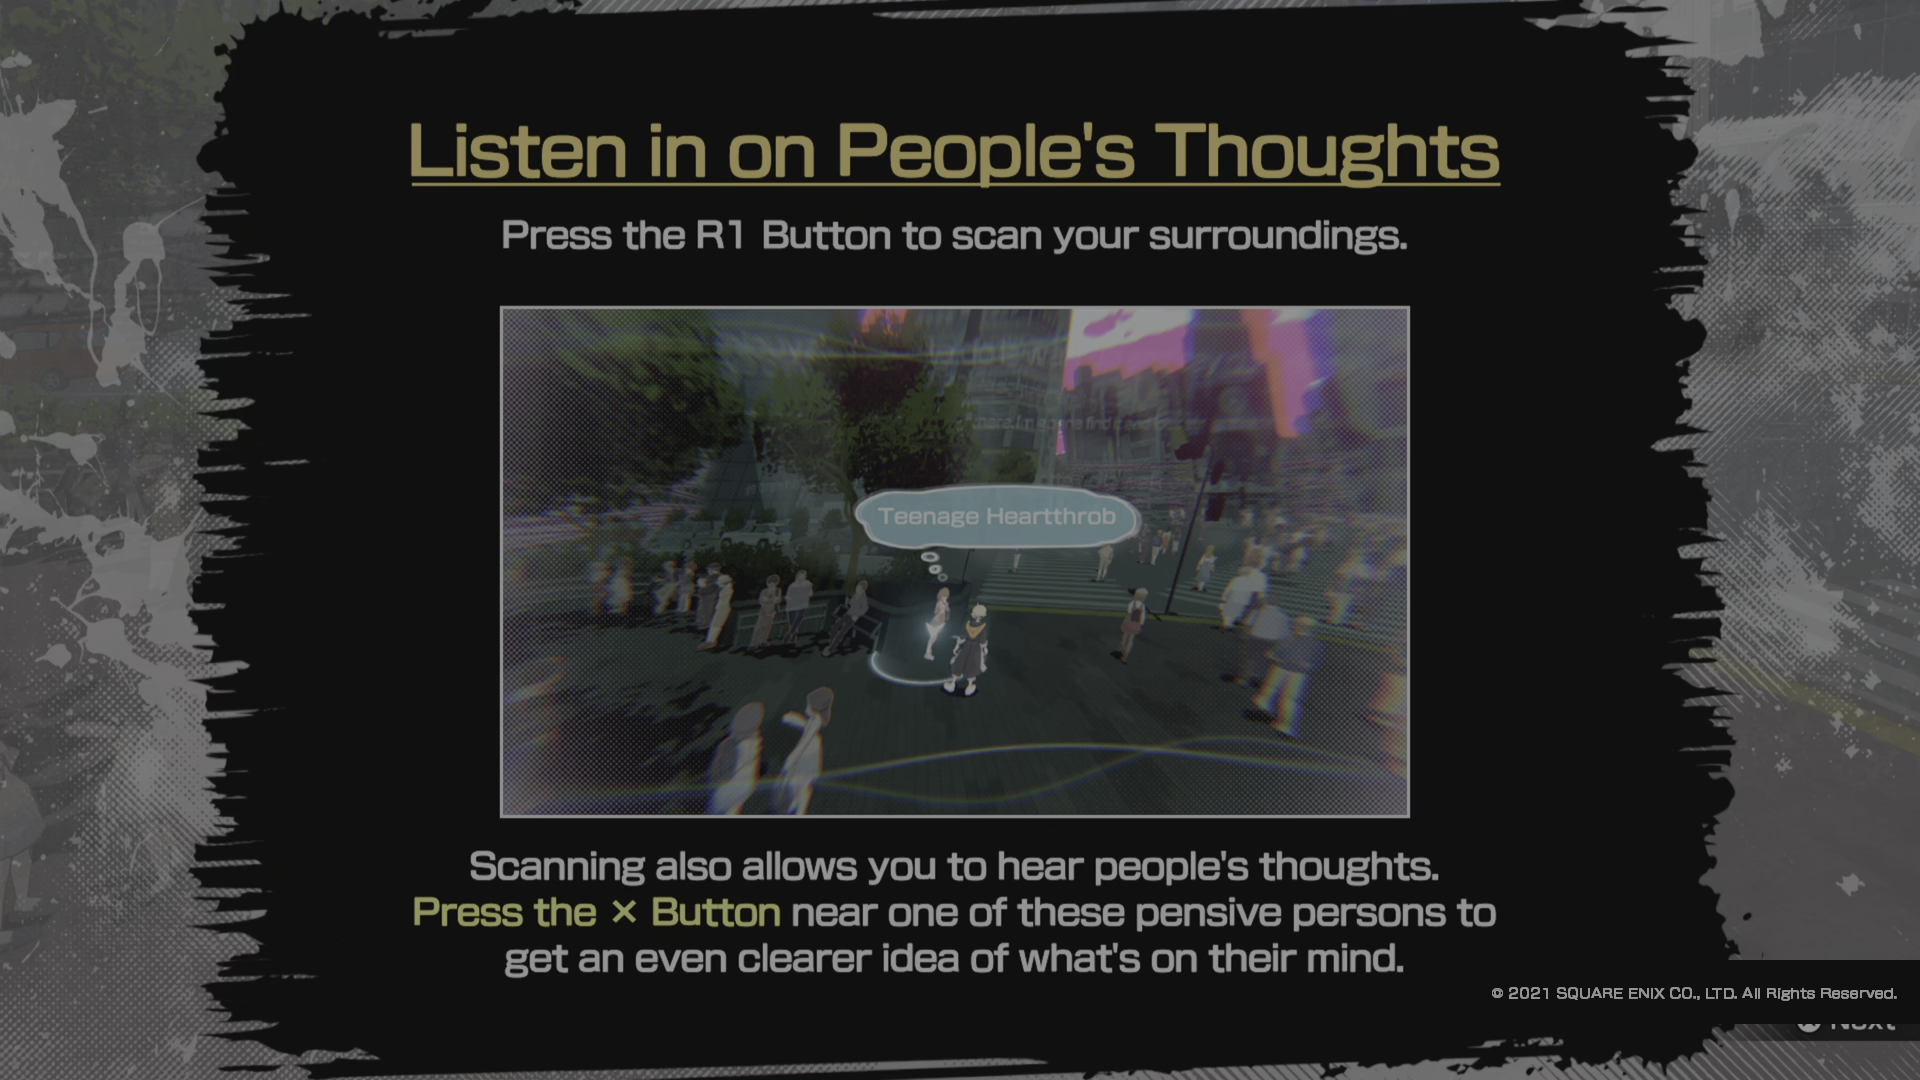 Listen in on People's Thoughts
Press the R1 Button to scan your surroundings.
Teenage Heartthrob
Scanning also allows you to hear people's thoughts.
Press the × Button near one of these pensive persons to
get an even clearer idea of what's on their mind.
© 2021 SQUARE ENIX CO., LTD. All Rights Reserved.
Next